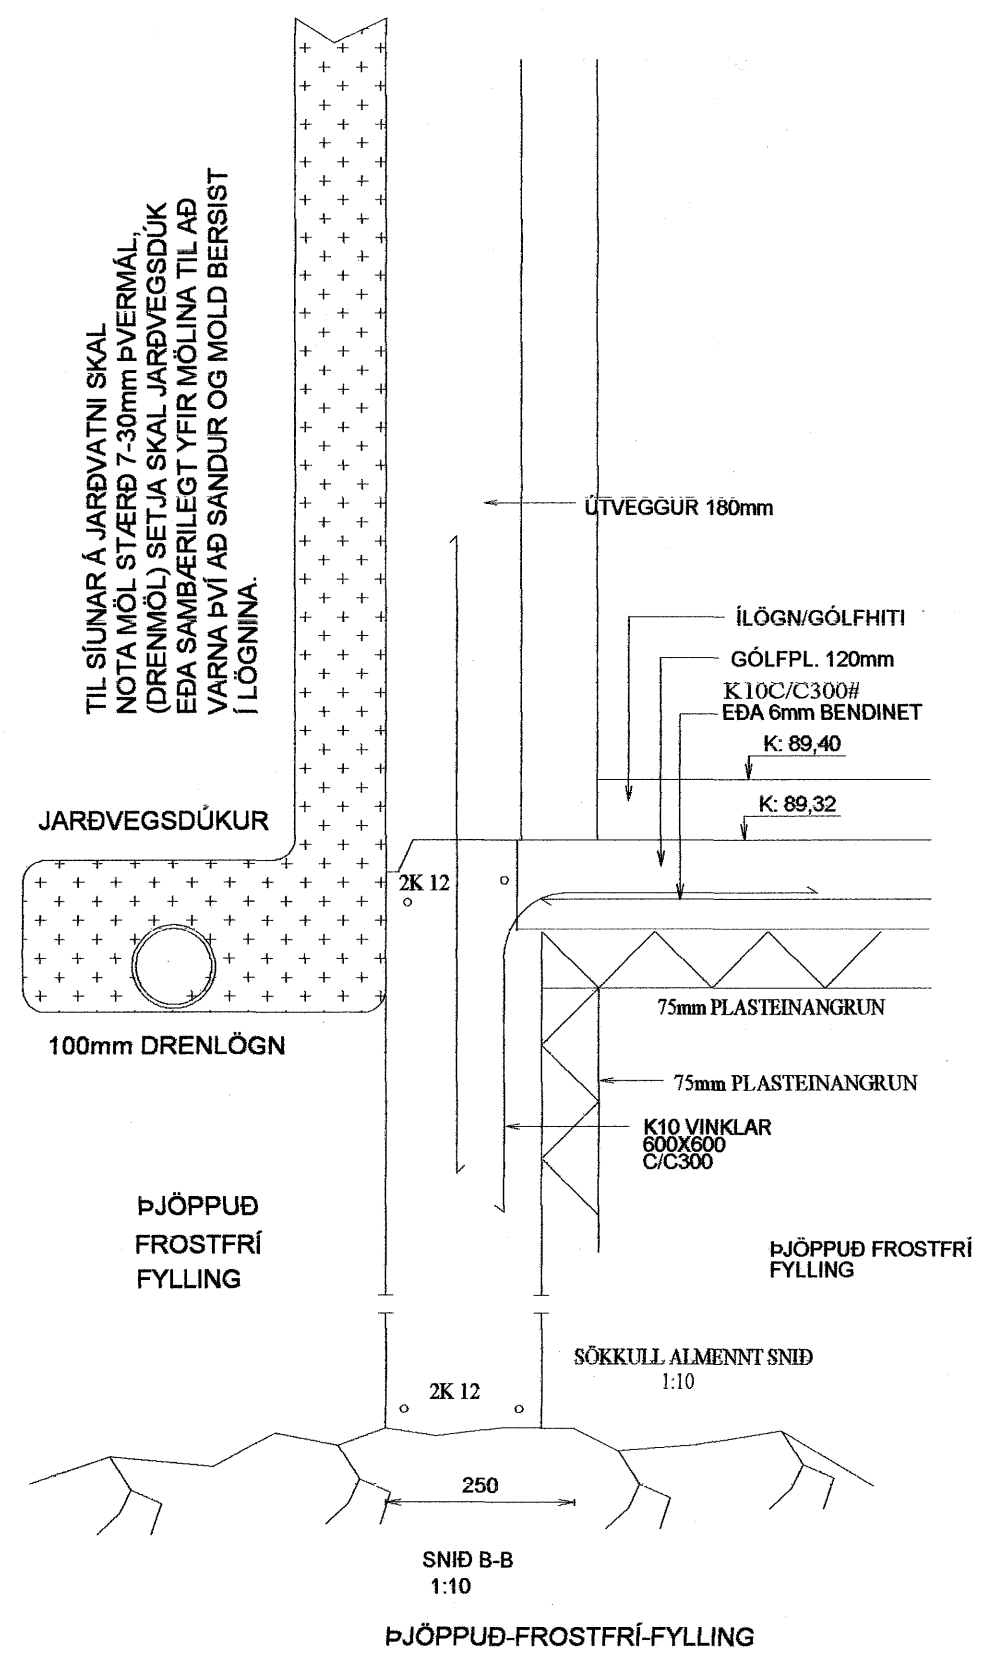 TIL SÍUNAR Á JARÐVATNI SKAL
NOTA MÖL STÆRÐ 7-30mm ÞVERMÁL,
(DRENMÖL) SETJA SKAL JARÐVEGSDÚK
EÐA SAMBÆRILEGT YFIR MÖLINA TIL AÐ
VARNA ÞVÍ AÐ SANDUR OG MOLD BERSIST
Í LÖGNINA.
ÚTVEGGUR 180mm
ÍLÖGN/GÓLFHITI
GÓLFPL. 120mm
K10C/C300#
EÐA 6mm BENDINET
K: 89,40
K: 89,32
JARÐVEGSDÚKUR
2K 12
100mm DRENLÖGN
75mm PLASTEINANGRUN
75mm PLASTEINANGRUN
K10 VINKLAR
600X600
C/C300
ÞJÖPPUÐ
FROSTFRÍ
FYLLING
ÞJÖPPUÐ FROSTFRÍ
FYLLING
SÖKKULL ALMENNT SNIÐ
1:10
2K 12
250
SNIÐ B-B
1:10
ÞJÖPPUÐ-FROSTFRÍ-FYLLING